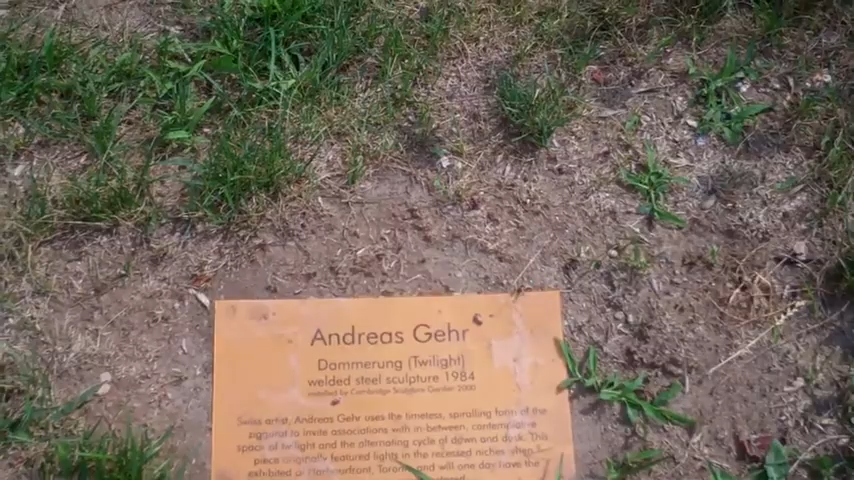 Andreas Gehr
Dammerung (Twilight)
welded steel sculpture 1984
installed by Cambridge Sculpture Garden 2000
Swiss artist, Andreas Gehr uses the timeless, spiralling form of the
to invite associations with in-between, contemplative
space of twilight and the alternating cycle of dawn and dusk. This
piece originally featured lights in the recessed niches when
exhibited at Harbourfront, Toronto and will one day have the